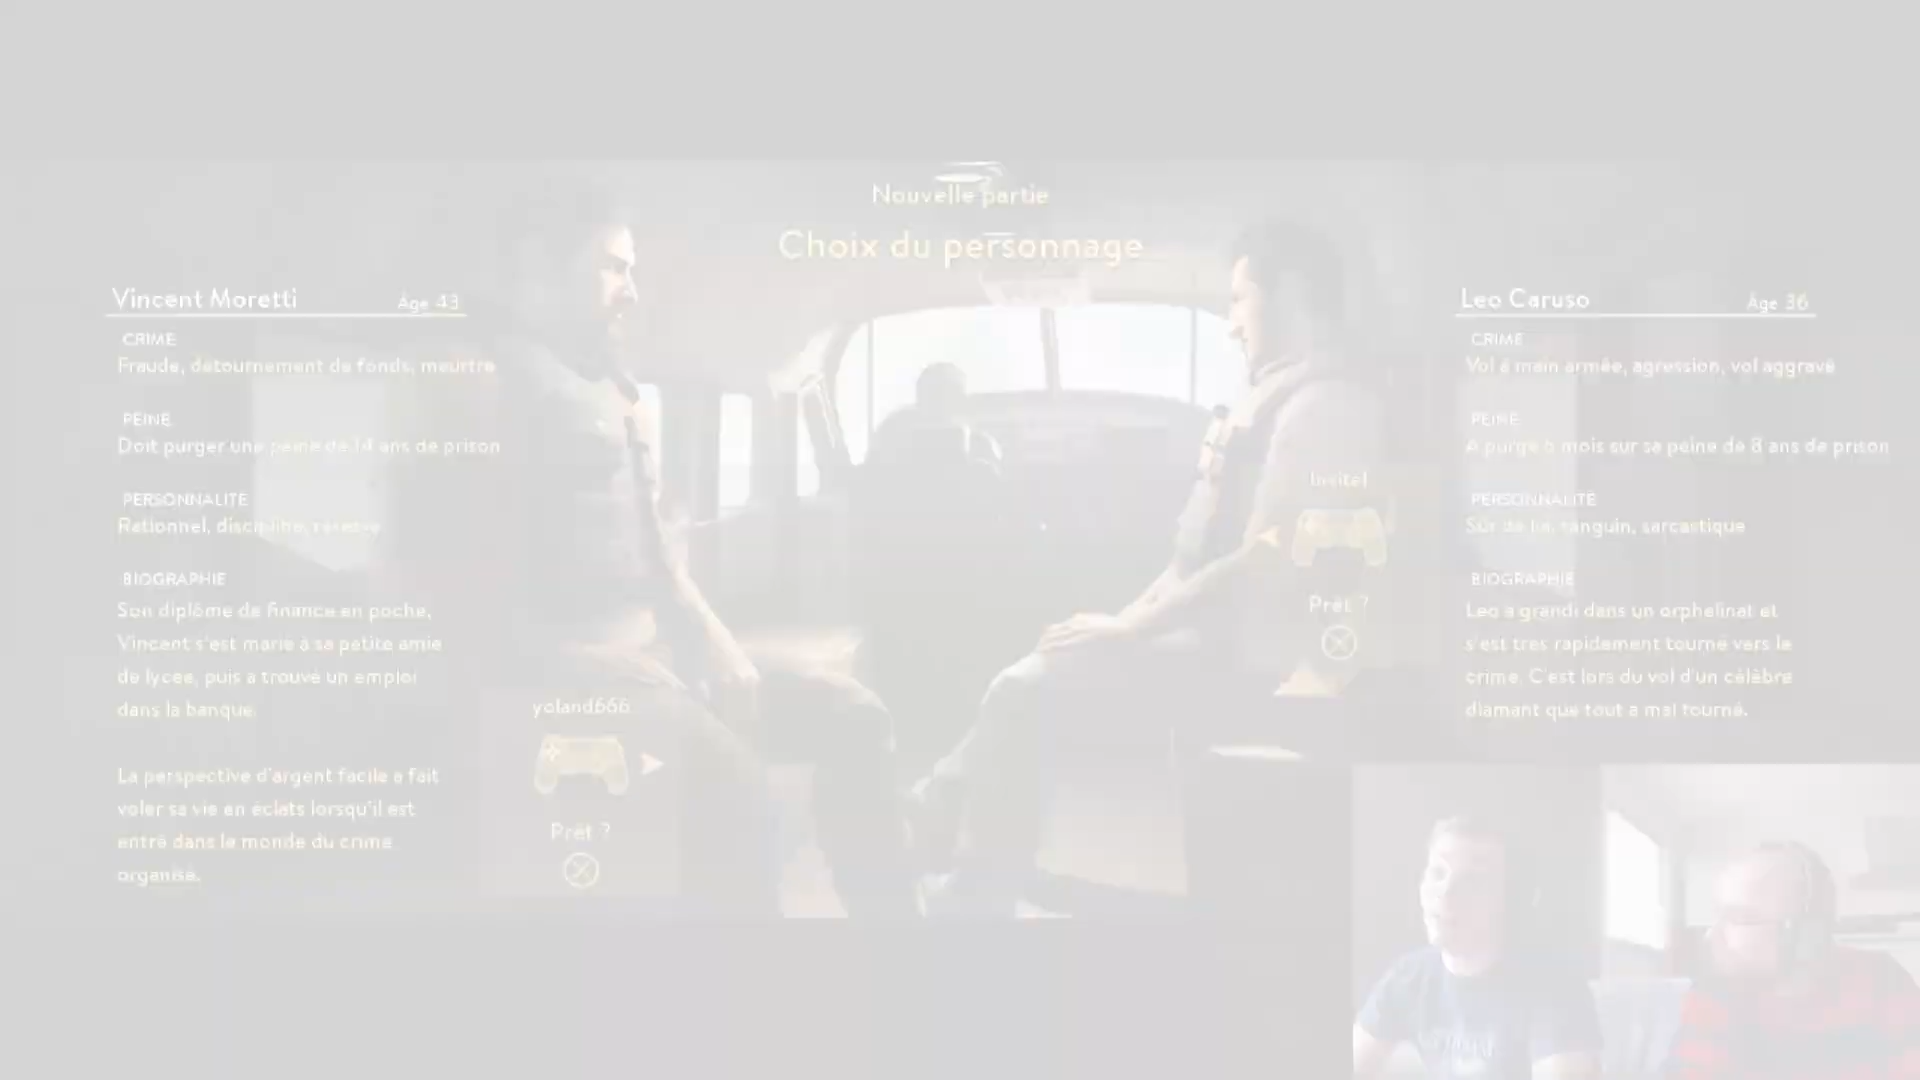 Nouvelle partie
Choix du personnage
Vincent Moretti Âge 43
CRIME
Fraude, détournement de fonds, meurtre
PEINE
Doit purger une peine de 14 ans de prison
PERSONNALITÉ
Rationnel, discipliné, réservé
BIOGRAPHIE
Son diplôme de finance en poche,
Vincent s'est marié à sa petite amie
de lycée, puis a trouvé un emploi
dans la banque.
La perspective d'argent facile a fait
voler sa vie en éclats lorsqu'il est
entré dans le monde du crime
organisé.
yoland666
Prêt ?
Invité1
Prêt ?
Leo Caruso Âge 36
CRIME
Vol à main armée, agression, vol aggravé
PEINE
A purgé 6 mois sur sa peine de 8 ans de prison
PERSONNALITÉ
Sûr de lui, sanguin, sarcastique
BIOGRAPHIE
Leo a grandi dans un orphelinat et
s'est très rapidement tourné vers le
crime. C'est lors du vol d'un célèbre
diamant que tout a mal tourné.